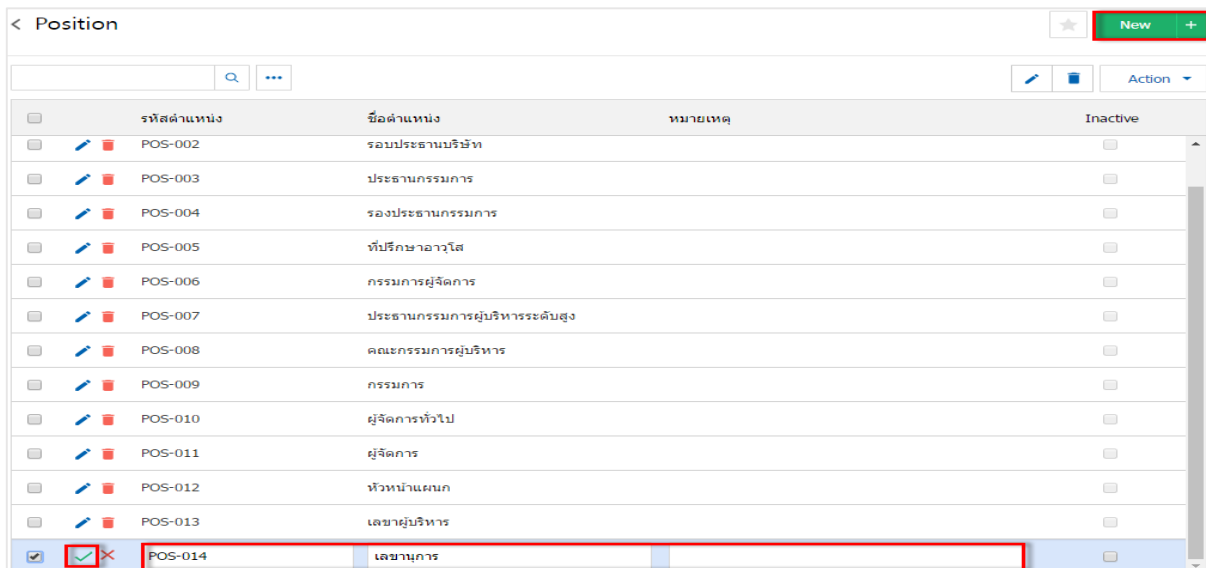 < Position
New +
Action
รหัสตำแหน่ง ชื่อตำแหน่ง หมายเหตุ Inactive
POS-002 รอบประธานบริษัท
POS-003 ประธานกรรมการ
POS-004 รองประธานกรรมการ
POS-005 ที่ปรึกษาอาวุโส
POS-006 กรรมการผู้จัดการ
POS-007 ประธานกรรมการผู้บริหารระดับสูง
POS-008 คณะกรรมการผู้บริหาร
POS-009 กรรมการ
POS-010 ผู้จัดการทั่วไป
POS-011 ผู้จัดการ
POS-012 หัวหน้าแผนก
POS-013 เลขาผู้บริหาร
POS-014 เลขานุการ